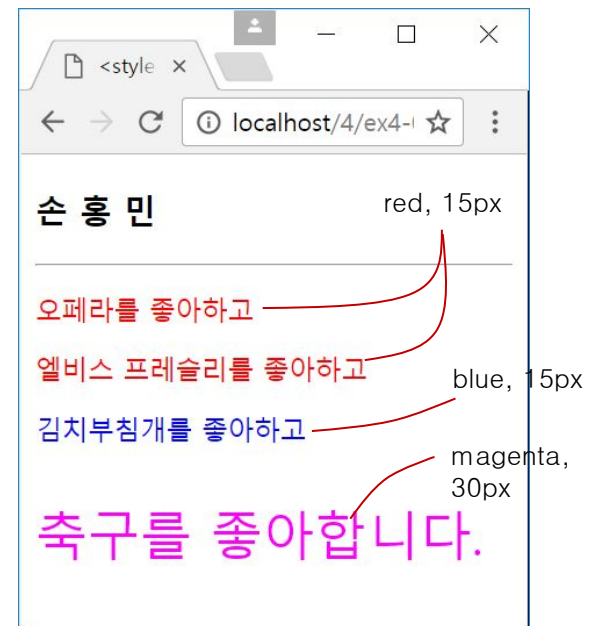 <style
localhost/4/ex4-
손 홍 민
red, 15px
오페라를 좋아하고
엘비스 프레슬리를 좋아하고
blue, 15px
김치부침개를 좋아하고
magenta,
30px
축구를 좋아합니다.